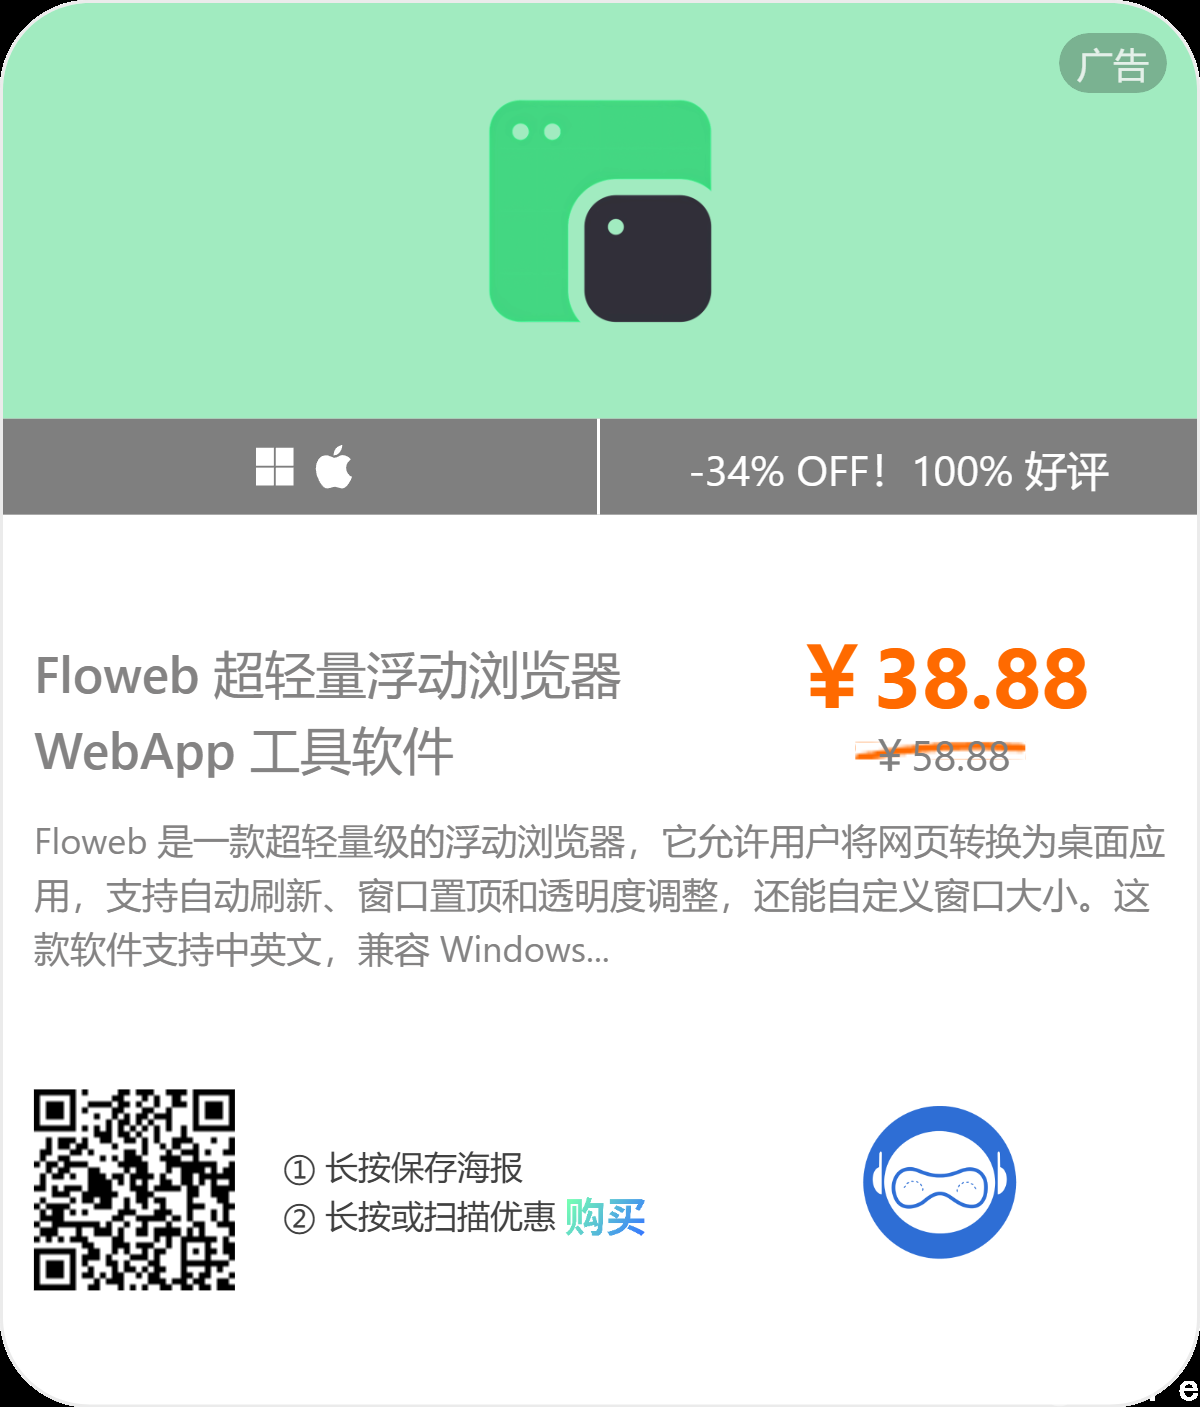 广告
-34% OFF！100% 好评
Floweb 超轻量浮动浏览器
WebApp 工具软件
￥38.88
￥58.88
Floweb 是一款超轻量级的浮动浏览器，它允许用户将网页转换为桌面应
用，支持自动刷新、窗口置顶和透明度调整，还能自定义窗口大小。这
款软件支持中英文，兼容 Windows...
① 长按保存海报
② 长按或扫描优惠 购买